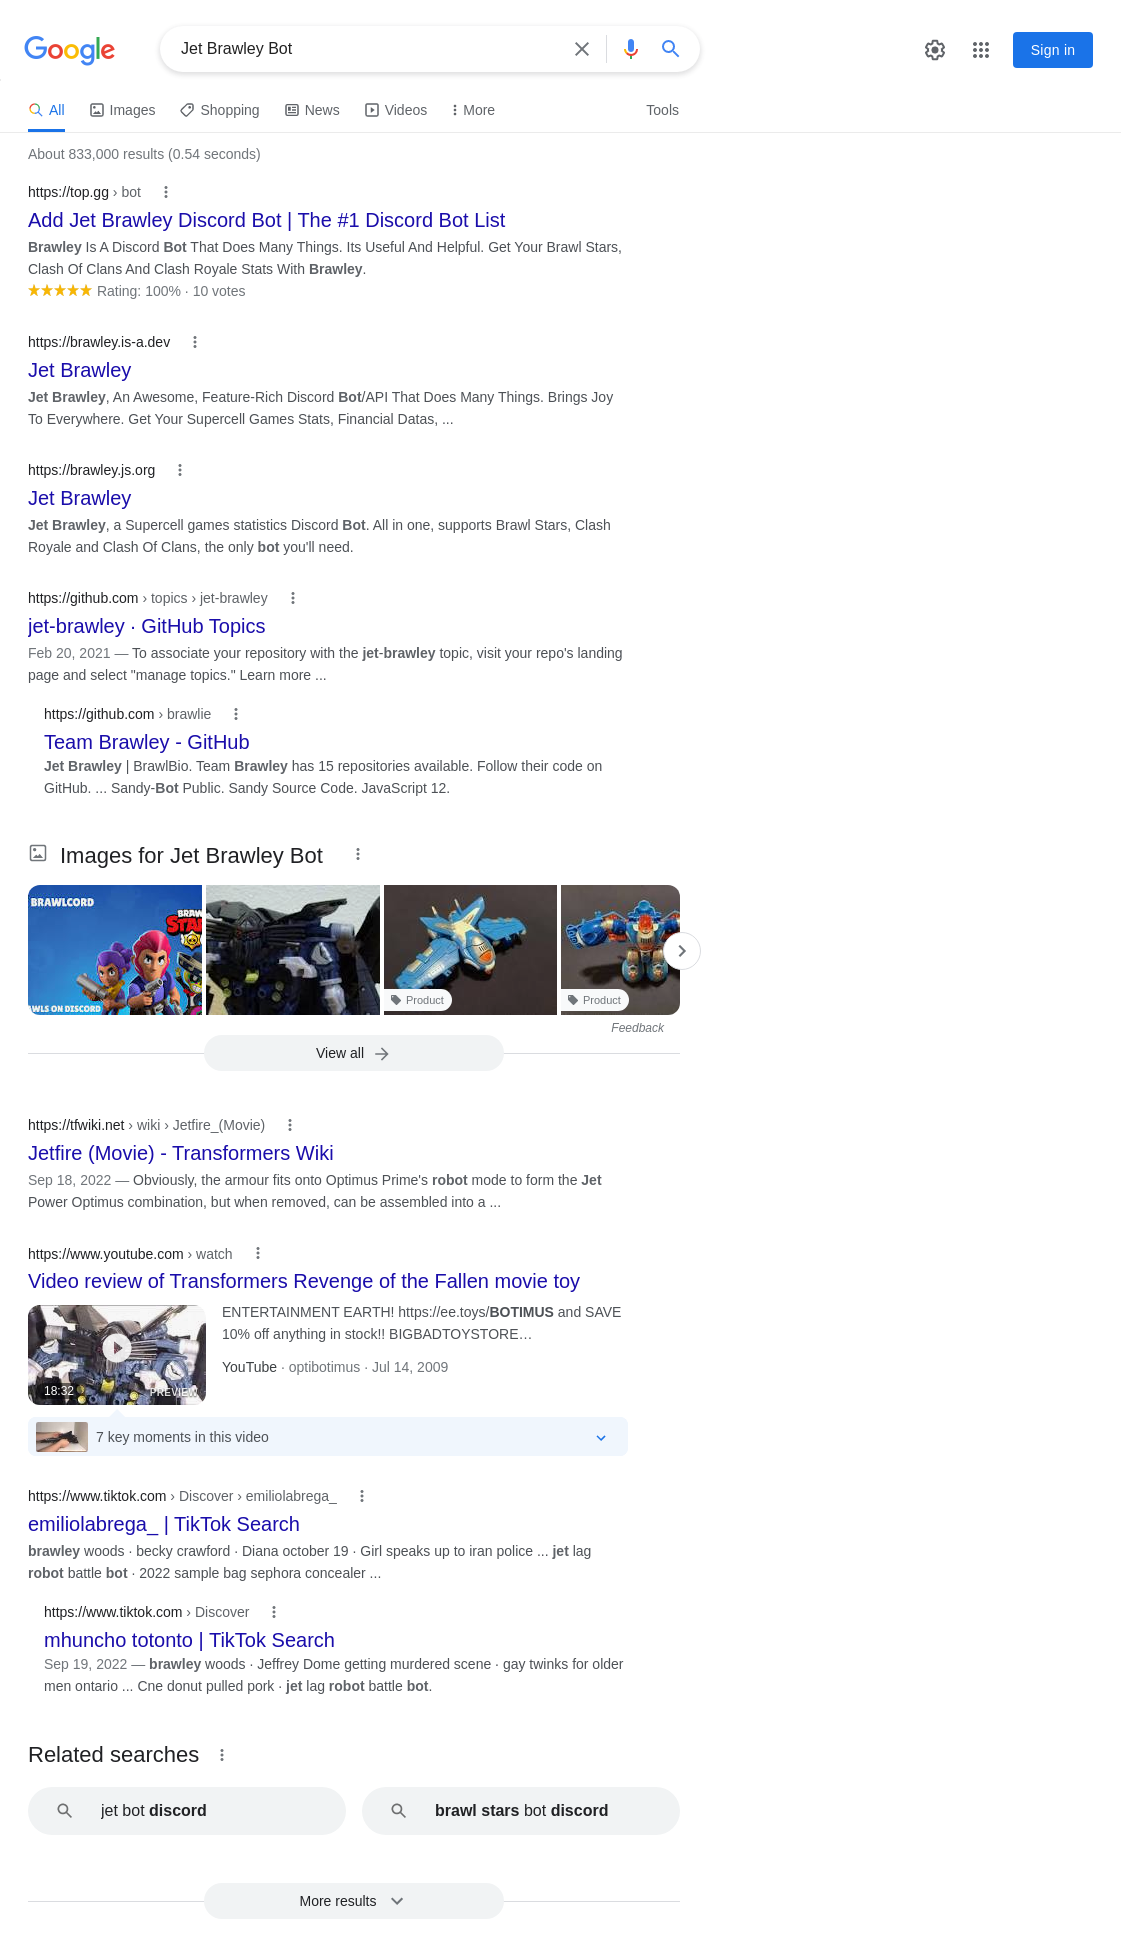 Google
Jet Brawley Bot
Sign in
All
Images
Shopping
News
Videos
More
Tools
About 833,000 results (0.54 seconds)
https://top.gg › bot
Add Jet Brawley Discord Bot | The #1 Discord Bot List
Brawley Is A Discord Bot That Does Many Things. Its Useful And Helpful. Get Your Brawl Stars,
Clash Of Clans And Clash Royale Stats With Brawley.
Rating: 100% · 10 votes
https://brawley.is-a.dev
Jet Brawley
Jet Brawley, An Awesome, Feature-Rich Discord Bot/API That Does Many Things. Brings Joy
To Everywhere. Get Your Supercell Games Stats, Financial Datas, ...
https://brawley.js.org
Jet Brawley
Jet Brawley, a Supercell games statistics Discord Bot. All in one, supports Brawl Stars, Clash
Royale and Clash Of Clans, the only bot you'll need.
https://github.com › topics › jet-brawley
jet-brawley · GitHub Topics
Feb 20, 2021 — To associate your repository with the jet-brawley topic, visit your repo's landing
page and select "manage topics." Learn more ...
https://github.com › brawlie
Team Brawley - GitHub
Jet Brawley | BrawlBio. Team Brawley has 15 repositories available. Follow their code on
GitHub. ... Sandy-Bot Public. Sandy Source Code. JavaScript 12.
Images for Jet Brawley Bot
BRAWLCORD
BRAW
STA
WLS ON DISCORD
Product
Product
Feedback
View all
https://tfwiki.net › wiki › Jetfire_(Movie)
Jetfire (Movie) - Transformers Wiki
Sep 18, 2022 — Obviously, the armour fits onto Optimus Prime's robot mode to form the Jet
Power Optimus combination, but when removed, can be assembled into a ...
https://www.youtube.com › watch
Video review of Transformers Revenge of the Fallen movie toy
ENTERTAINMENT EARTH! https://ee.toys/BOTIMUS and SAVE
10% off anything in stock!! BIGBADTOYSTORE…
YouTube · optibotimus · Jul 14, 2009
18:32
PREVIEW
7 key moments in this video
https://www.tiktok.com › Discover › emiliolabrega_
emiliolabrega_ | TikTok Search
brawley woods · becky crawford · Diana october 19 · Girl speaks up to iran police ... jet lag
robot battle bot · 2022 sample bag sephora concealer ...
https://www.tiktok.com › Discover
mhuncho totonto | TikTok Search
Sep 19, 2022 — brawley woods · Jeffrey Dome getting murdered scene · gay twinks for older
men ontario ... Cne donut pulled pork · jet lag robot battle bot.
Related searches
jet bot discord
brawl stars bot discord
More results